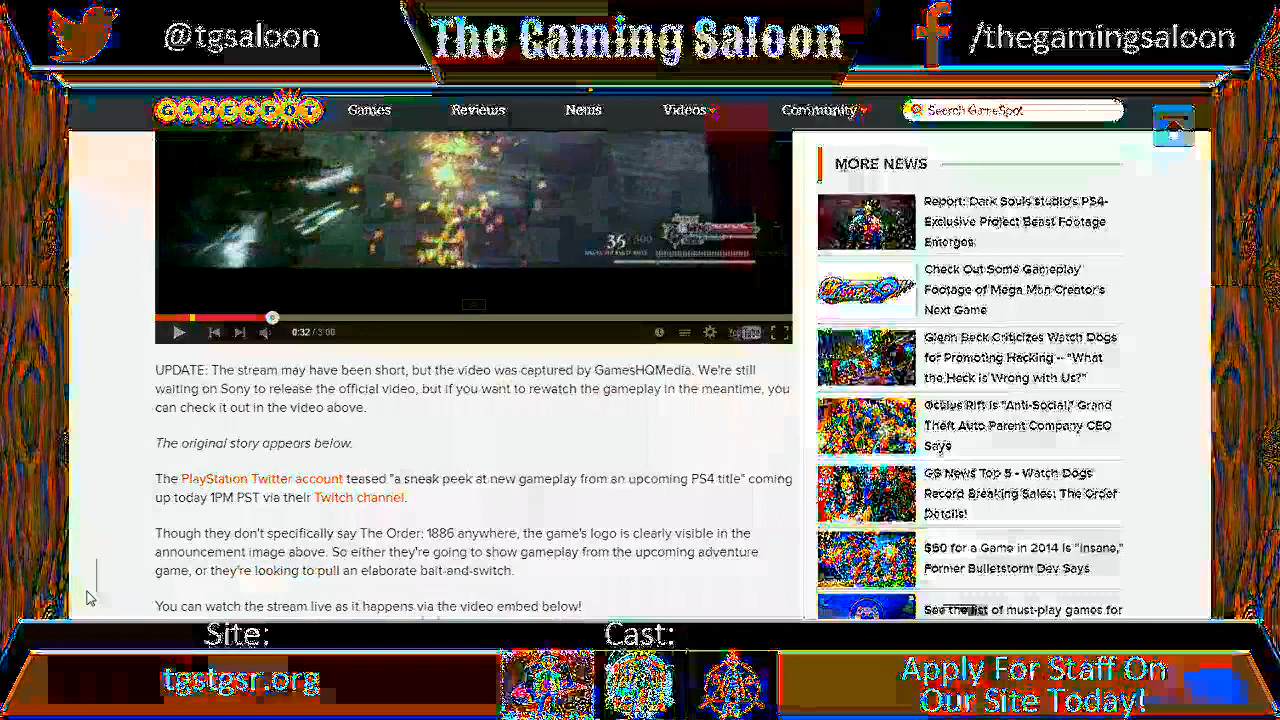 @tgsaloon
The Gaming Saloon
/thegamingsaloon
GAMESPOT
Games
Reviews
News
Videos
Community
Search GameSpot
36
0:32 / 3:00
YouTube
UPDATE: The stream may have been short, but the video was captured by GamesHQMedia. We're still
waiting on Sony to release the official video, but if you want to rewatch the gameplay in the meantime, you
can check it out in the video above.
The original story appears below.
The PlayStation Twitter account teased "a sneak peek at new gameplay from an upcoming PS4 title" coming
up today 1PM PST via their Twitch channel.
Though they don't specifically say The Order: 1886 anywhere, the game's logo is clearly visible in the
announcement image above. So either they're going to show gameplay from the upcoming adventure
game, or they're looking to pull an elaborate bait-and-switch.
You can watch the stream live as it happens via the video embed below!
MORE NEWS
Report: Dark Souls studio's PS4-
Exclusive Project Beast Footage
Emerges
Check Out Some Gameplay
Footage of Mega Man Creator's
Next Game
Glenn Beck Criticizes Watch Dogs
for Promoting Hacking -- "What
the Heck is Wrong with Us?"
Oculus Rift is "Anti-Social," Grand
Theft Auto Parent Company CEO
Says
GS News Top 5 - Watch Dogs
Record Breaking Sales; The Order
Details!
$60 for a Game in 2014 is "Insane,"
Former Bulletstorm Dev Says
See the list of must-play games for
Site:
tgstgsr.org
Cast:
Apply For Staff On
Our Site Today!